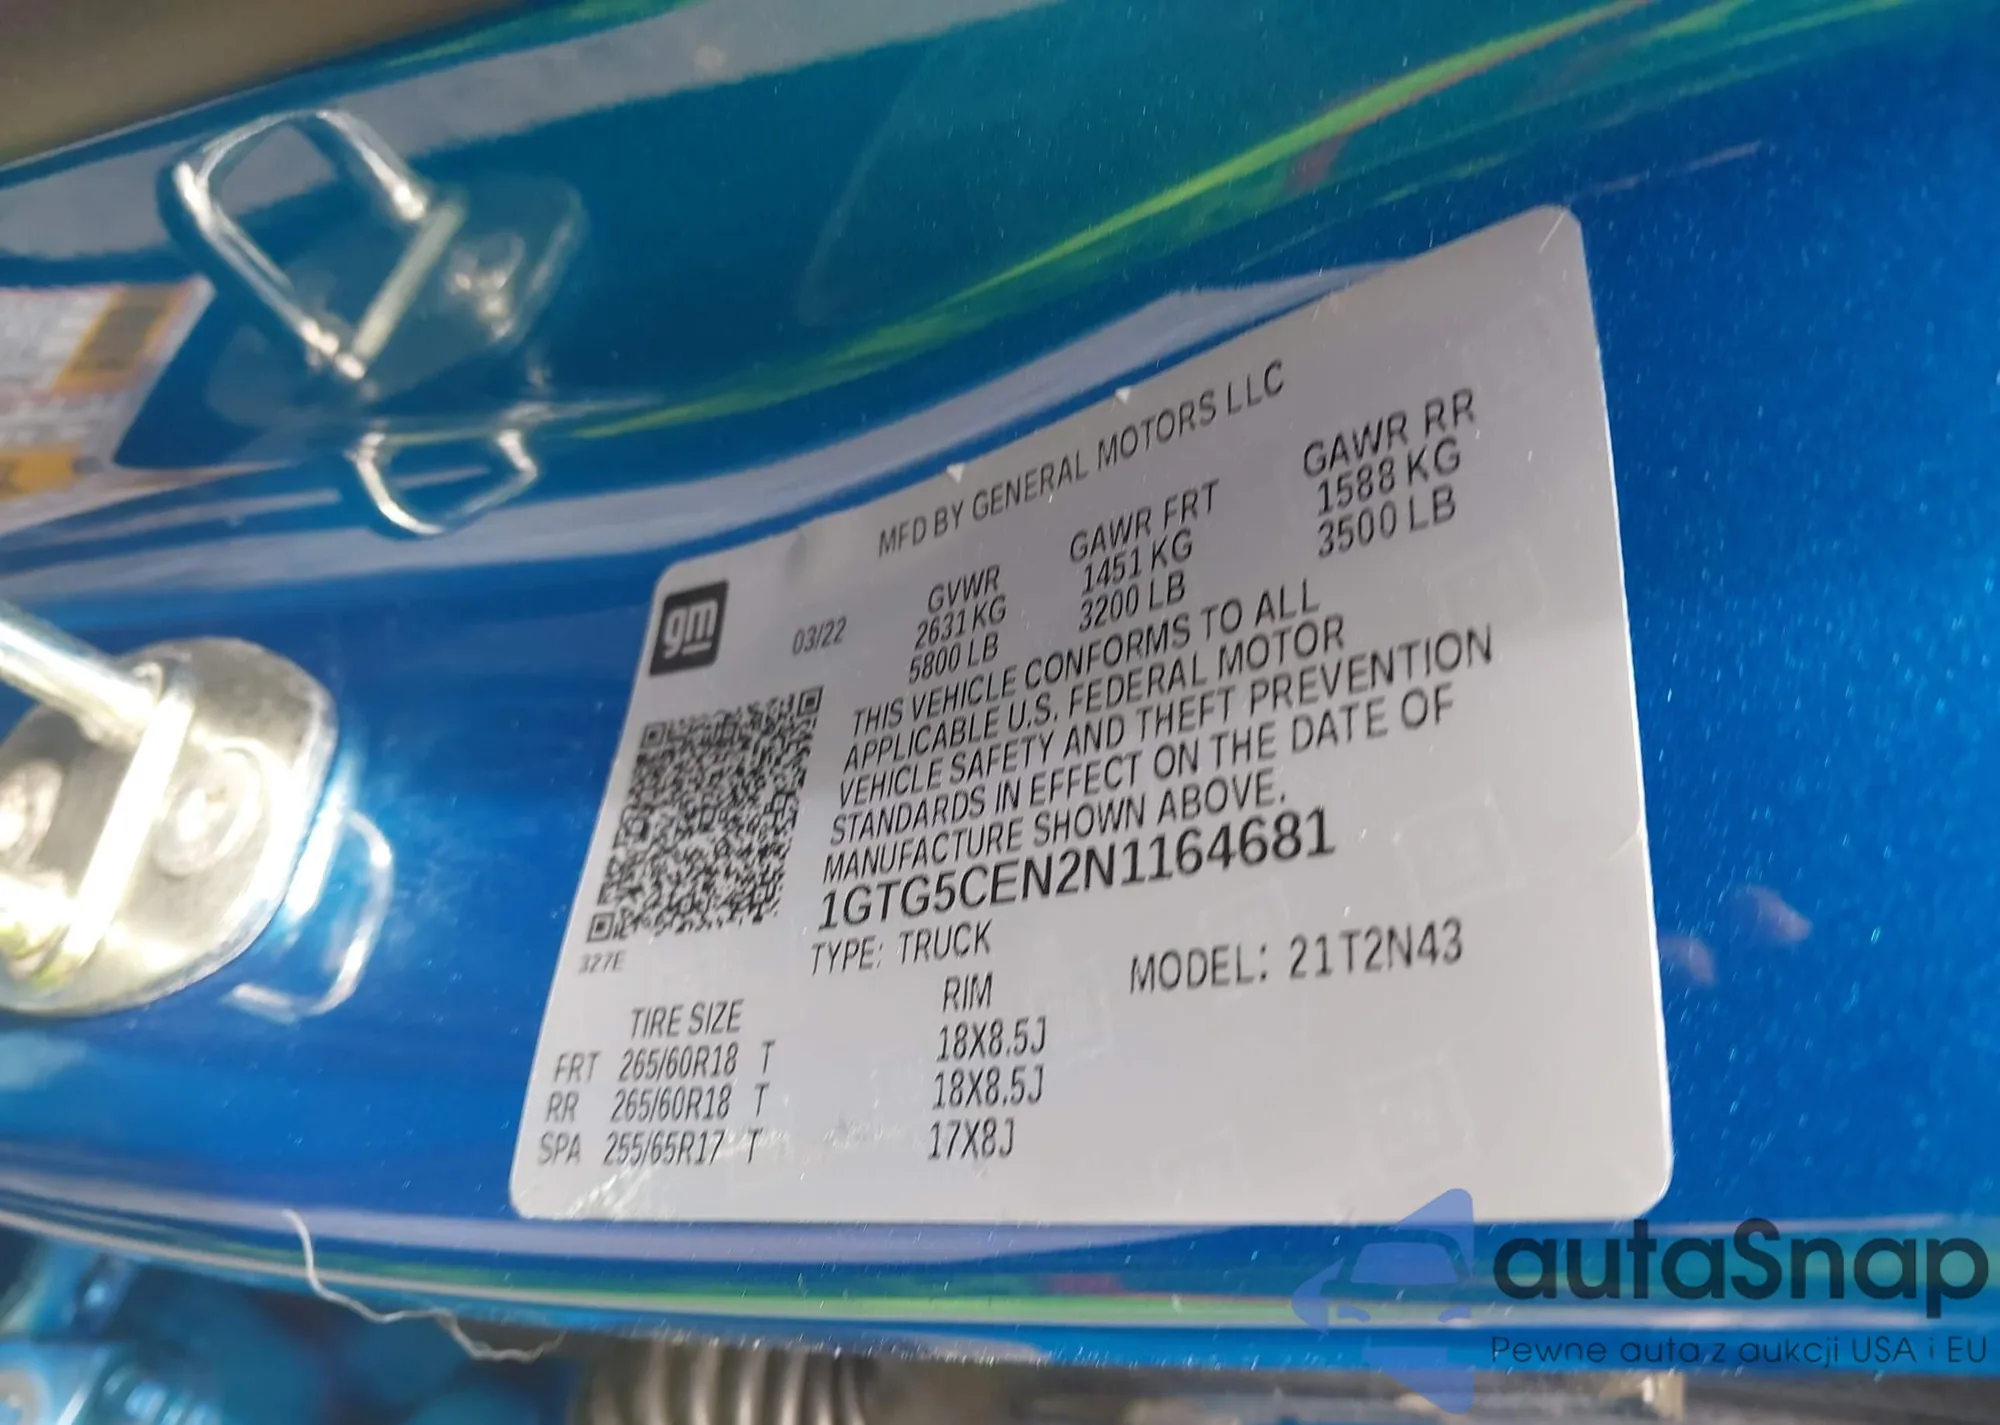 MFD BY GENERAL MOTORS LLC
gm
03/22
GVWR GAWR FRT GAWR RR
2631 KG 1451 KG 1588 KG
5800 LB 3200 LB 3500 LB
THIS VEHICLE CONFORMS TO ALL
APPLICABLE U.S. FEDERAL MOTOR
VEHICLE SAFETY AND THEFT PREVENTION
STANDARDS IN EFFECT ON THE DATE OF
MANUFACTURE SHOWN ABOVE.
1GTG5CEN2N1164681
327E
TYPE: TRUCK MODEL: 21T2N43
TIRE SIZE RIM
FRT 265/60R18 T 18X8.5J
RR 265/60R18 T 18X8.5J
SPA 255/65R17 T 17X8J
autaSnap
Pewne auta z aukcji USA i EU